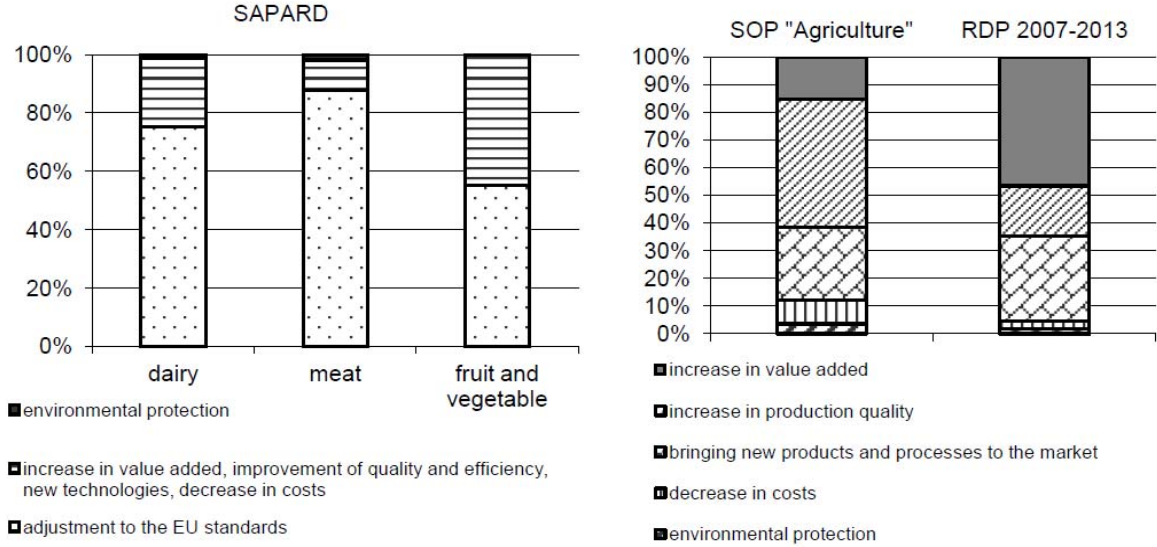 SAPARD
100%
80%
60%
40%
20%
0%
dairy
meat
fruit and
vegetable
environmental protection
increase in value added, improvement of quality and efficiency,
new technologies, decrease in costs
adjustment to the EU standards
SOP "Agriculture"
RDP 2007-2013
100%
90%
80%
70%
60%
50%
40%
30%
20%
10%
0%
increase in value added
increase in production quality
bringing new products and processes to the market
decrease in costs
environmental protection